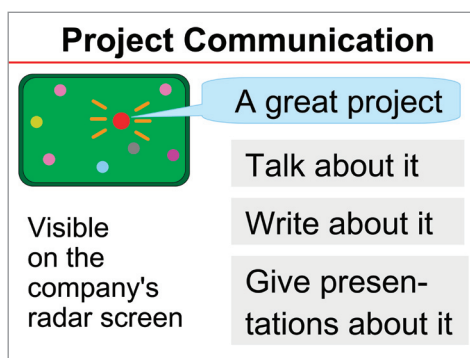 Project Communication
A great project
Talk about it
Write about it
Give presen-
tations about it
Visible
on the
company's
radar screen